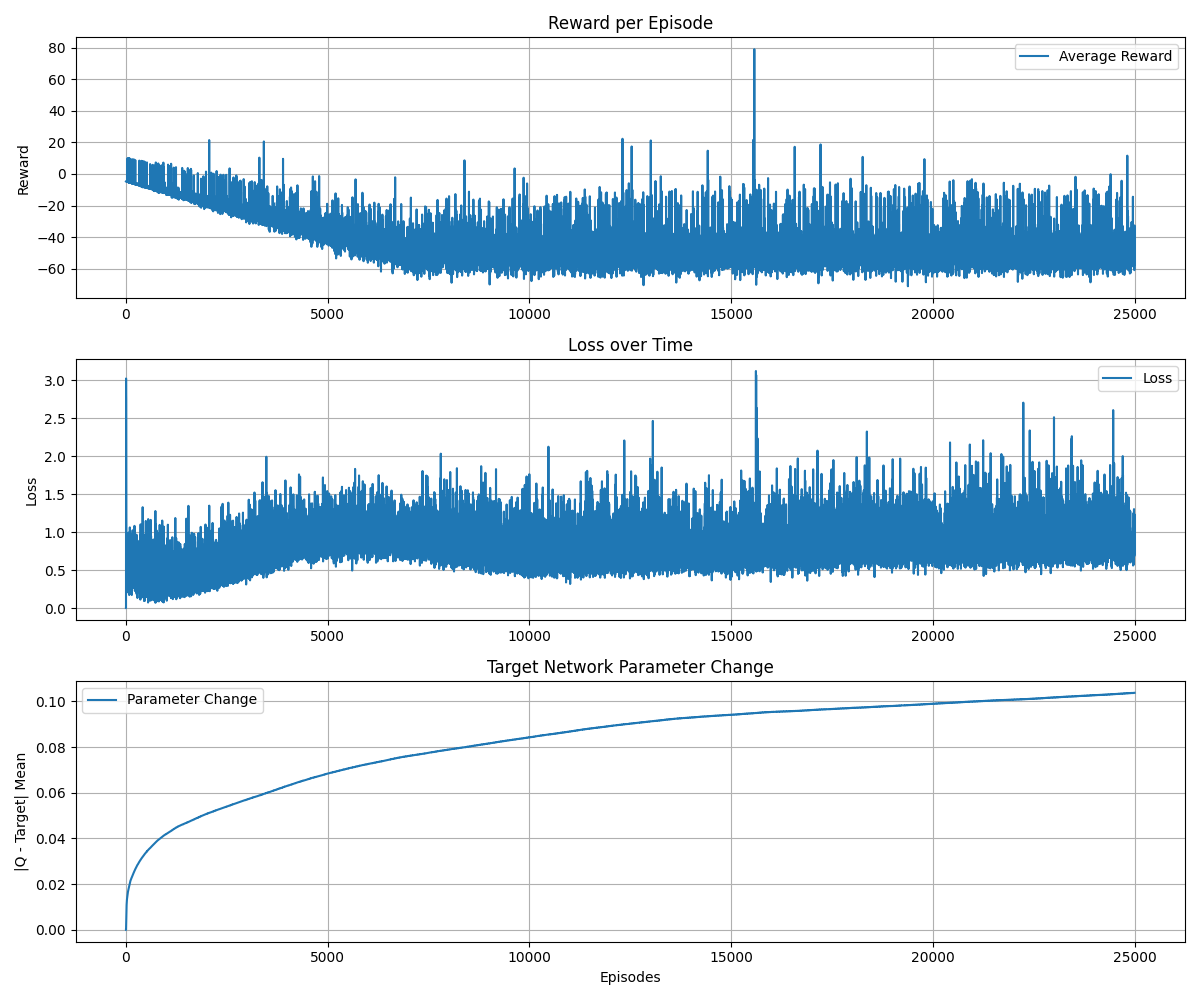 Reward per Episode
Reward
80
60
40
20
0
−20
−40
−60
Average Reward
0 5000 10000 15000 20000 25000
Loss over Time
Loss
3.0
2.5
2.0
1.5
1.0
0.5
0.0
Loss
0 5000 10000 15000 20000 25000
Target Network Parameter Change
|Q - Target| Mean
0.10
0.08
0.06
0.04
0.02
0.00
Parameter Change
0 5000 10000 15000 20000 25000
Episodes